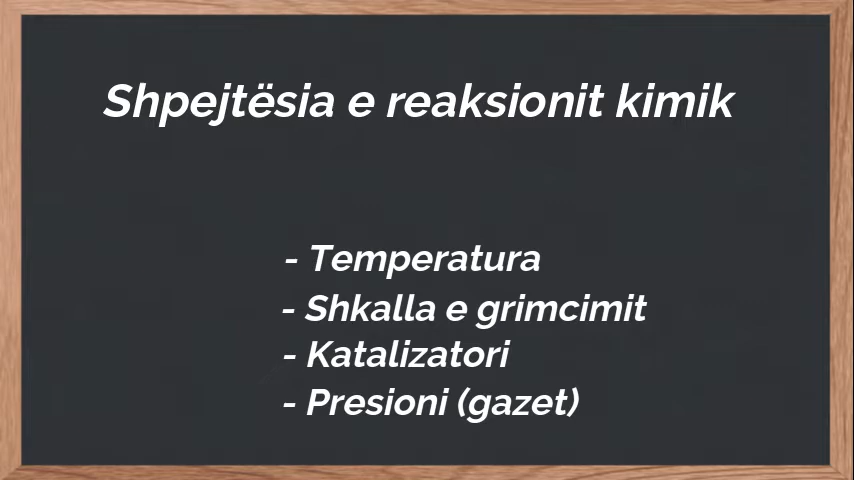 Shpejtësia e reaksionit kimik
- Temperatura
- Shkalla e grimcimit
- Katalizatori
- Presioni (gazet)